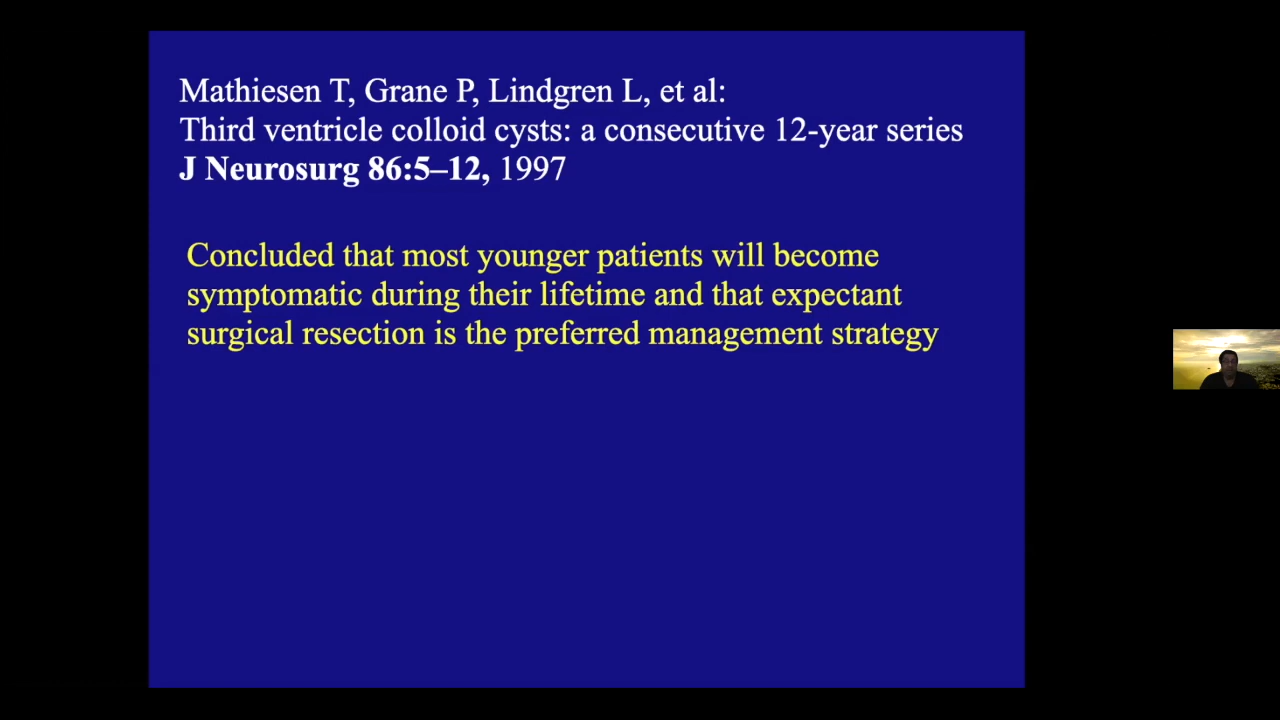 Mathiesen T, Grane P, Lindgren L, et al:
Third ventricle colloid cysts: a consecutive 12-year series
J Neurosurg 86:5–12, 1997
Concluded that most younger patients will become
symptomatic during their lifetime and that expectant
surgical resection is the preferred management strategy